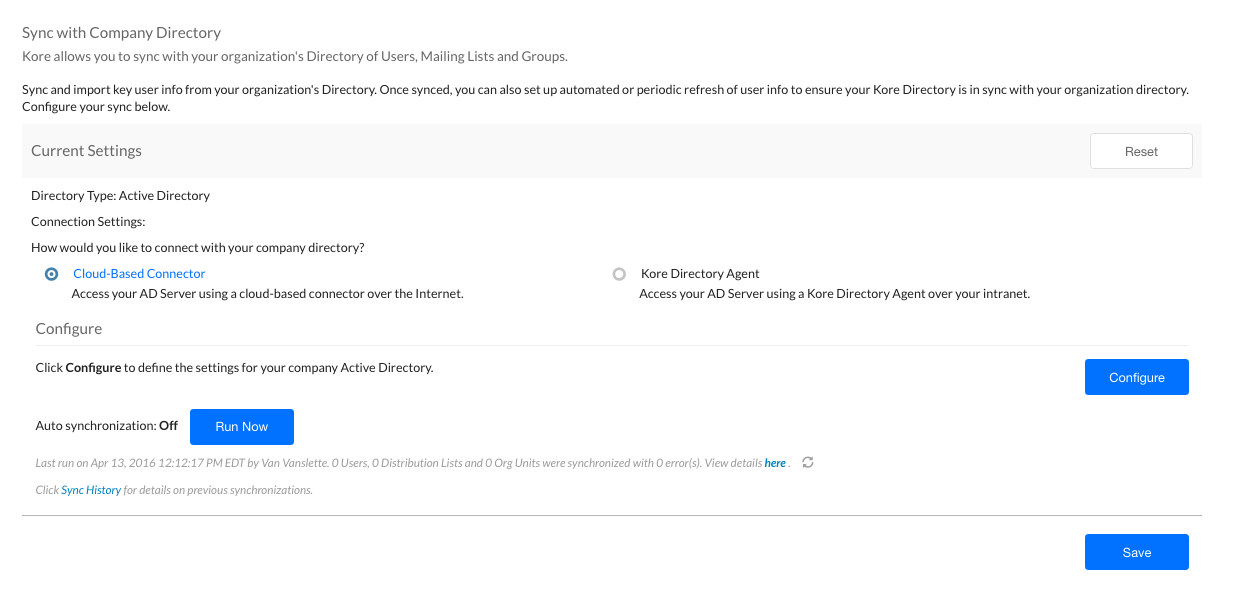 Sync with Company Directory
Kore allows you to sync with your organization's Directory of Users, Mailing Lists and Groups.
Sync and import key user info from your organization's Directory. Once synced, you can also set up automated or periodic refresh of user info to ensure your Kore Directory is in sync with your organization directory.
Configure your sync below.
Current Settings
Reset
Directory Type: Active Directory
Connection Settings:
How would you like to connect with your company directory?
Cloud-Based Connector
Kore Directory Agent
Access your AD Server using a cloud-based connector over the Internet.
Access your AD Server using a Kore Directory Agent over your intranet.
Configure
Click Configure to define the settings for your company Active Directory.
Configure
Auto synchronization: Off
Run Now
Last run on Apr 13, 2016 12:12:17 PM EDT by Van Vanslette. 0 Users, 0 Distribution Lists and 0 Org Units were synchronized with 0 error(s). View details here .
Click Sync History for details on previous synchronizations.
Save